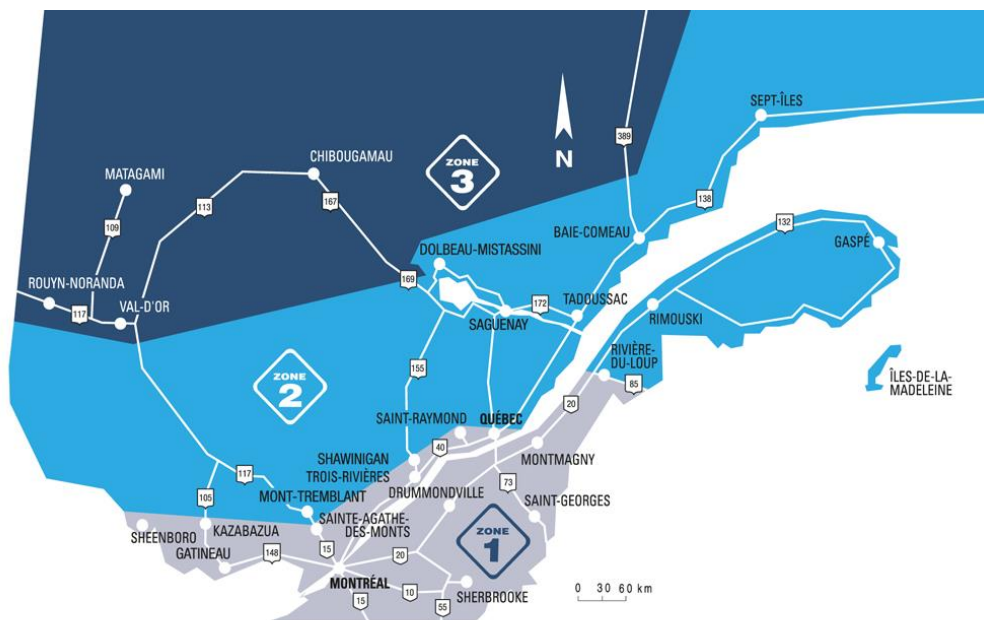 SEPT-ÎLES
389
N
ZONE
3
CHIBOUGAMAU
MATAGAMI
167
113
138
109
132
BAIE-COMEAU
GASPÉ
DOLBEAU-MISTASSINI
ROUYN-NORANDA
169
117
VAL-D'OR
172
TADOUSSAC
SAGUENAY
RIMOUSKI
RIVIÈRE-
DU-LOUP
155
85
ÎLES-DE-LA-
MADELEINE
ZONE
2
20
SAINT-RAYMOND
QUÉBEC
40
MONTMAGNY
SHAWINIGAN
TROIS-RIVIÈRES
117
73
DRUMMONDVILLE
105
MONT-TREMBLANT
SAINT-GEORGES
SAINTE-AGATHE-
DES-MONTS
KAZABAZUA
SHEENBORO
ZONE
1
GATINEAU
148
15
20
MONTRÉAL
10
SHERBROOKE
15
55
0 30 60 km